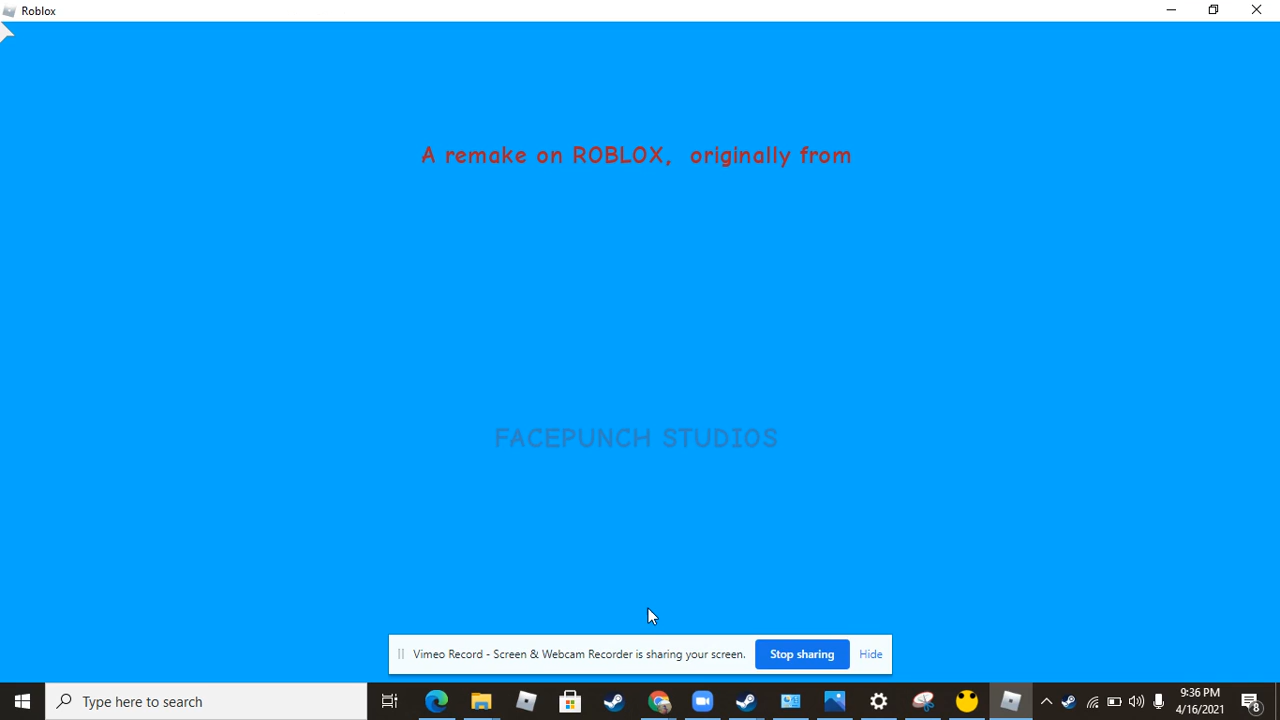 Roblox
A remake on ROBLOX, originally from
FACEPUNCH STUDIOS
Vimeo Record - Screen & Webcam Recorder is sharing your screen.
Stop sharing
Hide
Type here to search
9:36 PM
4/16/2021
8